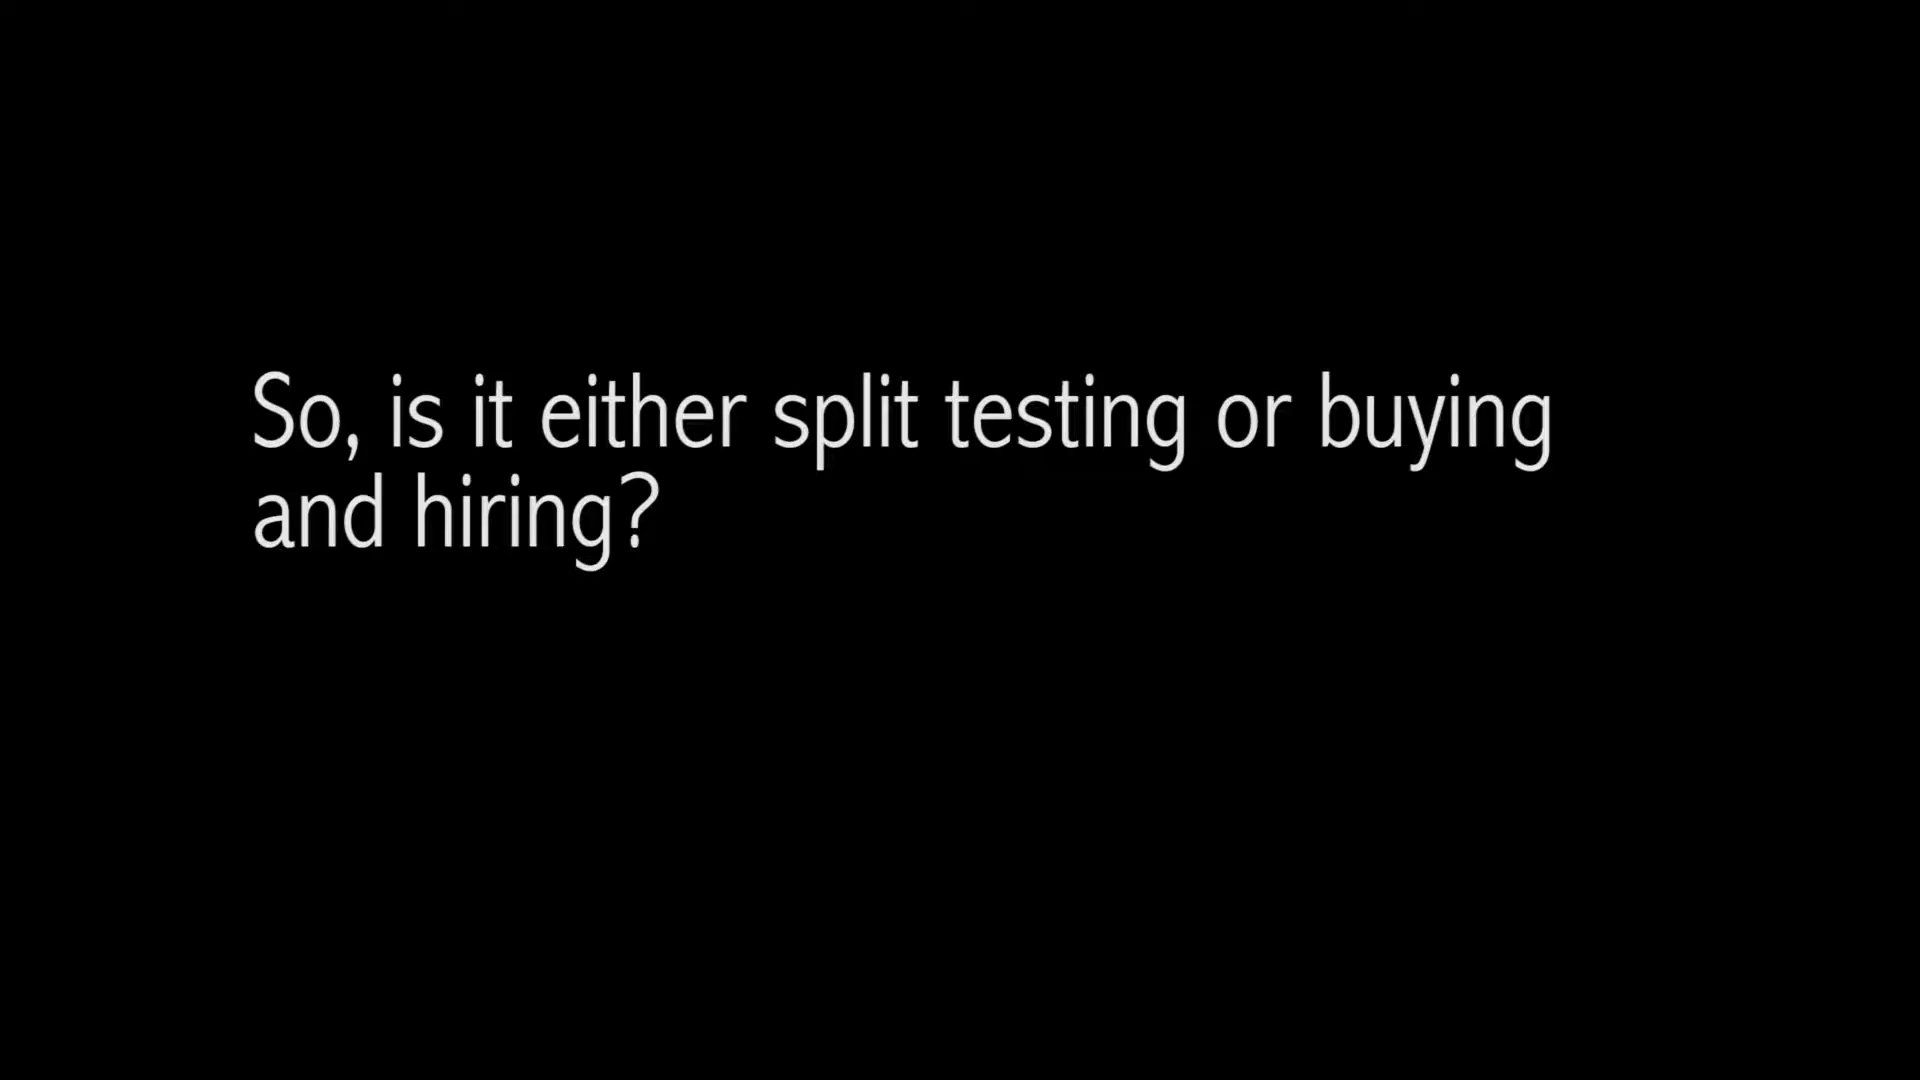 So, is it either split testing or buying
and hiring?